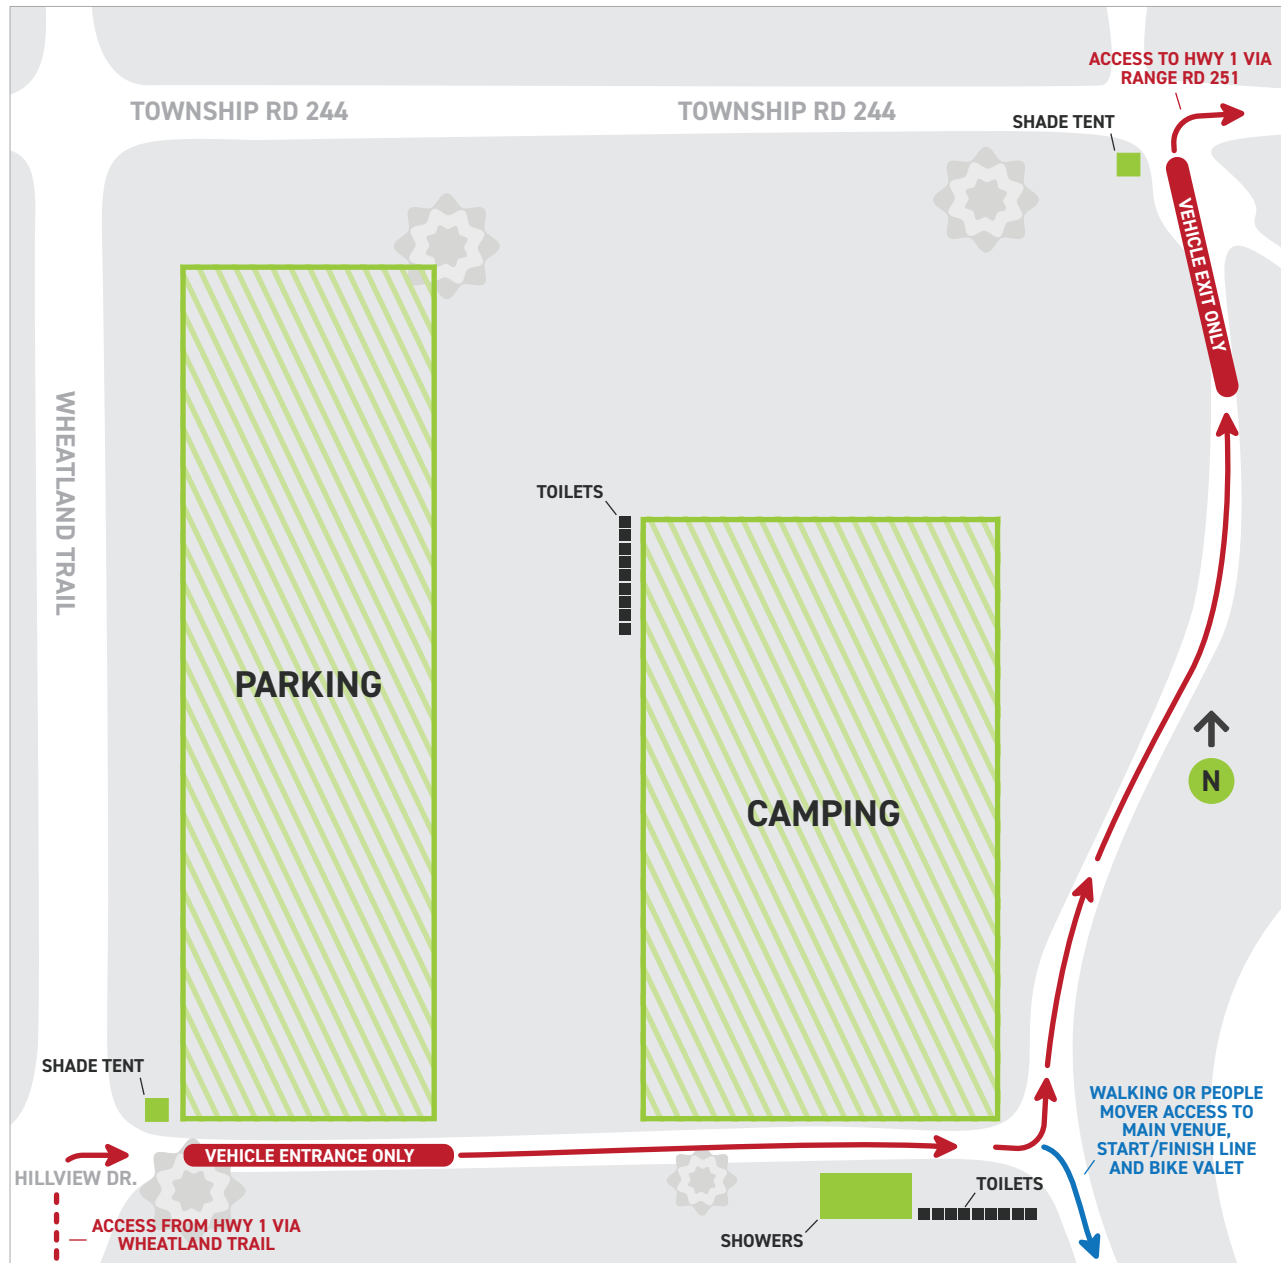 ACCESS TO HWY 1 VIA
RANGE RD 251
TOWNSHIP RD 244
TOWNSHIP RD 244
SHADE TENT
VEHICLE EXIT ONLY
WHEATLAND TRAIL
TOILETS
PARKING
N
CAMPING
SHADE TENT
WALKING OR PEOPLE
MOVER ACCESS TO
MAIN VENUE,
START/FINISH LINE
AND BIKE VALET
VEHICLE ENTRANCE ONLY
HILLVIEW DR.
TOILETS
ACCESS FROM HWY 1 VIA
WHEATLAND TRAIL
SHOWERS